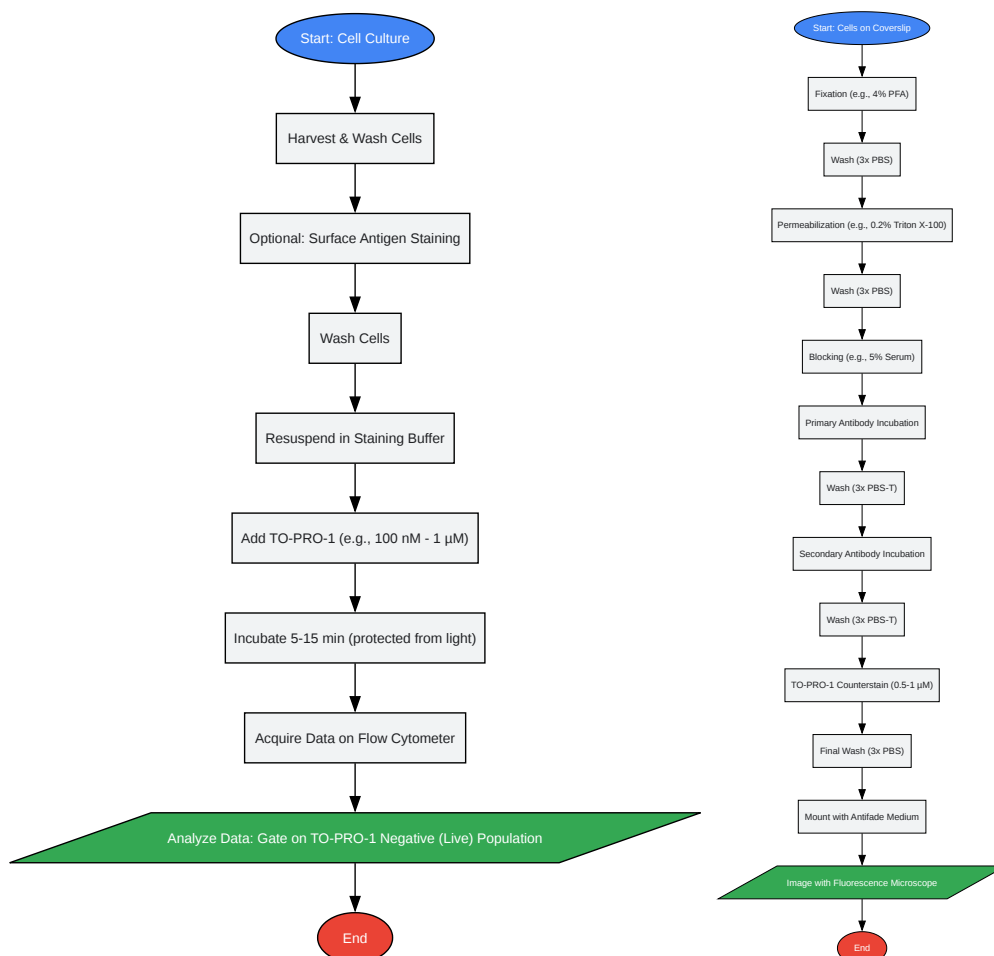 Start: Cell Culture
Harvest & Wash Cells
Optional: Surface Antigen Staining
Wash Cells
Resuspend in Staining Buffer
Add TO-PRO-1 (e.g., 100 nM - 1 µM)
Incubate 5-15 min (protected from light)
Acquire Data on Flow Cytometer
Analyze Data: Gate on TO-PRO-1 Negative (Live) Population
End
Start: Cells on Coverslip
Fixation (e.g., 4% PFA)
Wash (3x PBS)
Permeabilization (e.g., 0.2% Triton X-100)
Wash (3x PBS)
Blocking (e.g., 5% Serum)
Primary Antibody Incubation
Wash (3x PBS-T)
Secondary Antibody Incubation
Wash (3x PBS-T)
TO-PRO-1 Counterstain (0.5-1 µM)
Final Wash (3x PBS)
Mount with Antifade Medium
Image with Fluorescence Microscope
End